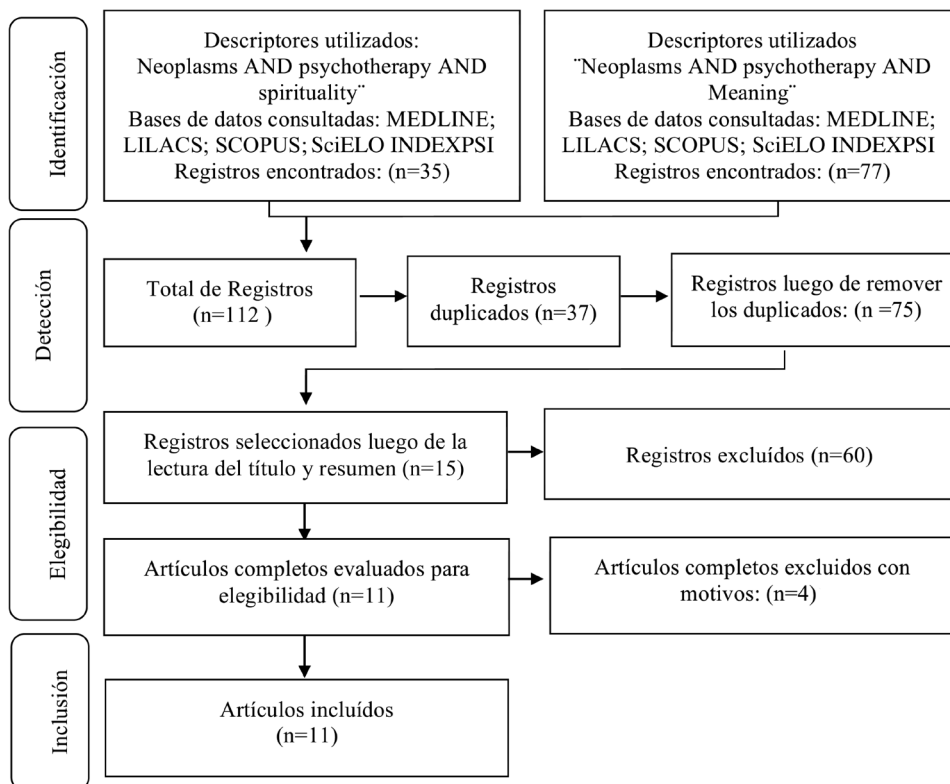 Identificación
Descriptores utilizados:
Neoplasms AND psychotherapy AND
spirituality¨
Bases de datos consultadas: MEDLINE;
LILACS; SCOPUS; SciELO INDEXPSI
Registros encontrados: (n=35)
Descriptores utilizados
¨Neoplasms AND psychotherapy AND
Meaning¨
Bases de datos consultadas: MEDLINE;
LILACS; SCOPUS; SciELO INDEXPSI
Registros encontrados: (n=77)
Detección
Total de Registros
(n=112 )
Registros
duplicados (n=37)
Registros luego de remover
los duplicados: (n =75)
Elegibilidad
Registros seleccionados luego de la
lectura del título y resumen (n=15)
Registros excluídos (n=60)
Artículos completos evaluados para
elegibilidad (n=11)
Artículos completos excluidos con
motivos: (n=4)
Inclusión
Artículos incluídos
(n=11)